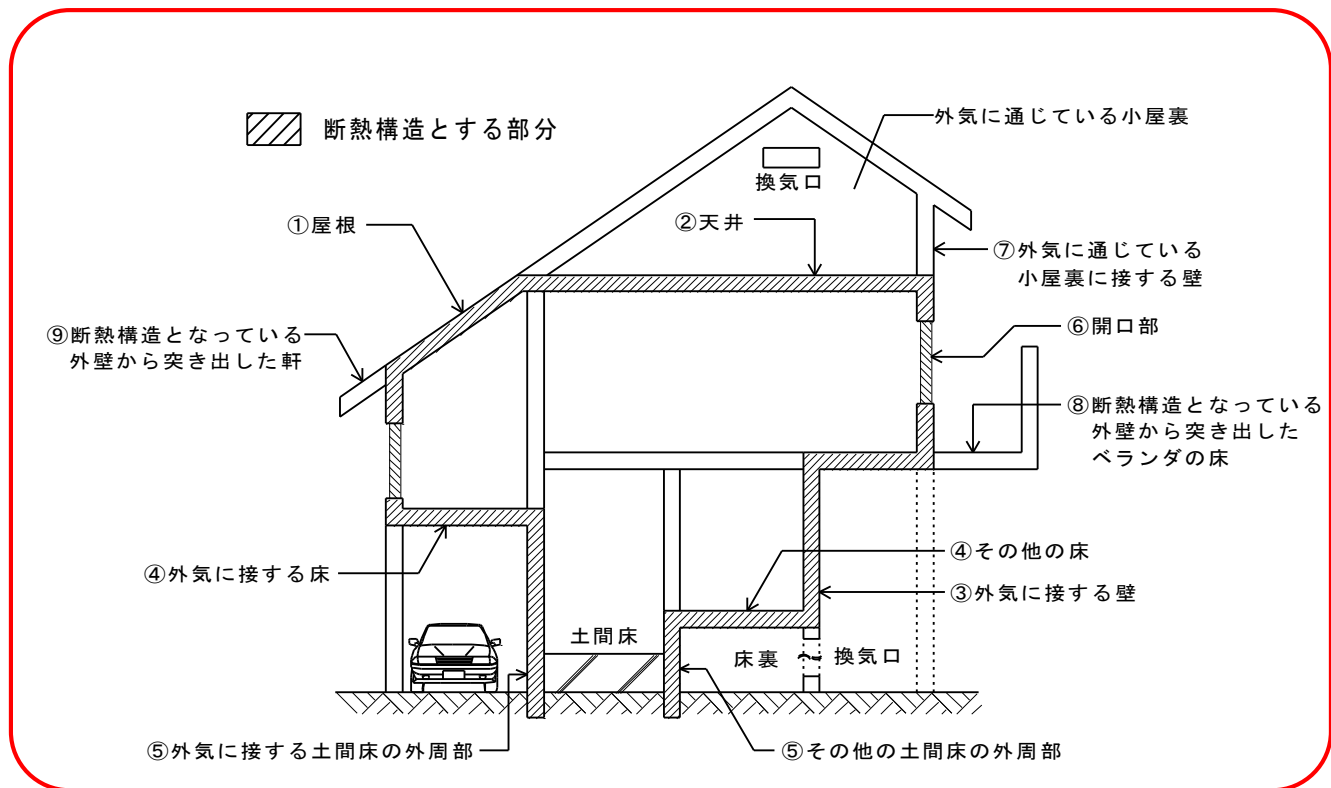 断熱構造とする部分
外気に通じている小屋裏
換気口
①屋根
②天井
⑦外気に通じている
小屋裏に接する壁
⑨断熱構造となっている
外壁から突き出した軒
⑥開口部
⑧断熱構造となっている
外壁から突き出した
ベランダの床
④外気に接する床
④その他の床
③外気に接する壁
土間床
床裏
換気口
⑤外気に接する土間床の外周部
⑤その他の土間床の外周部